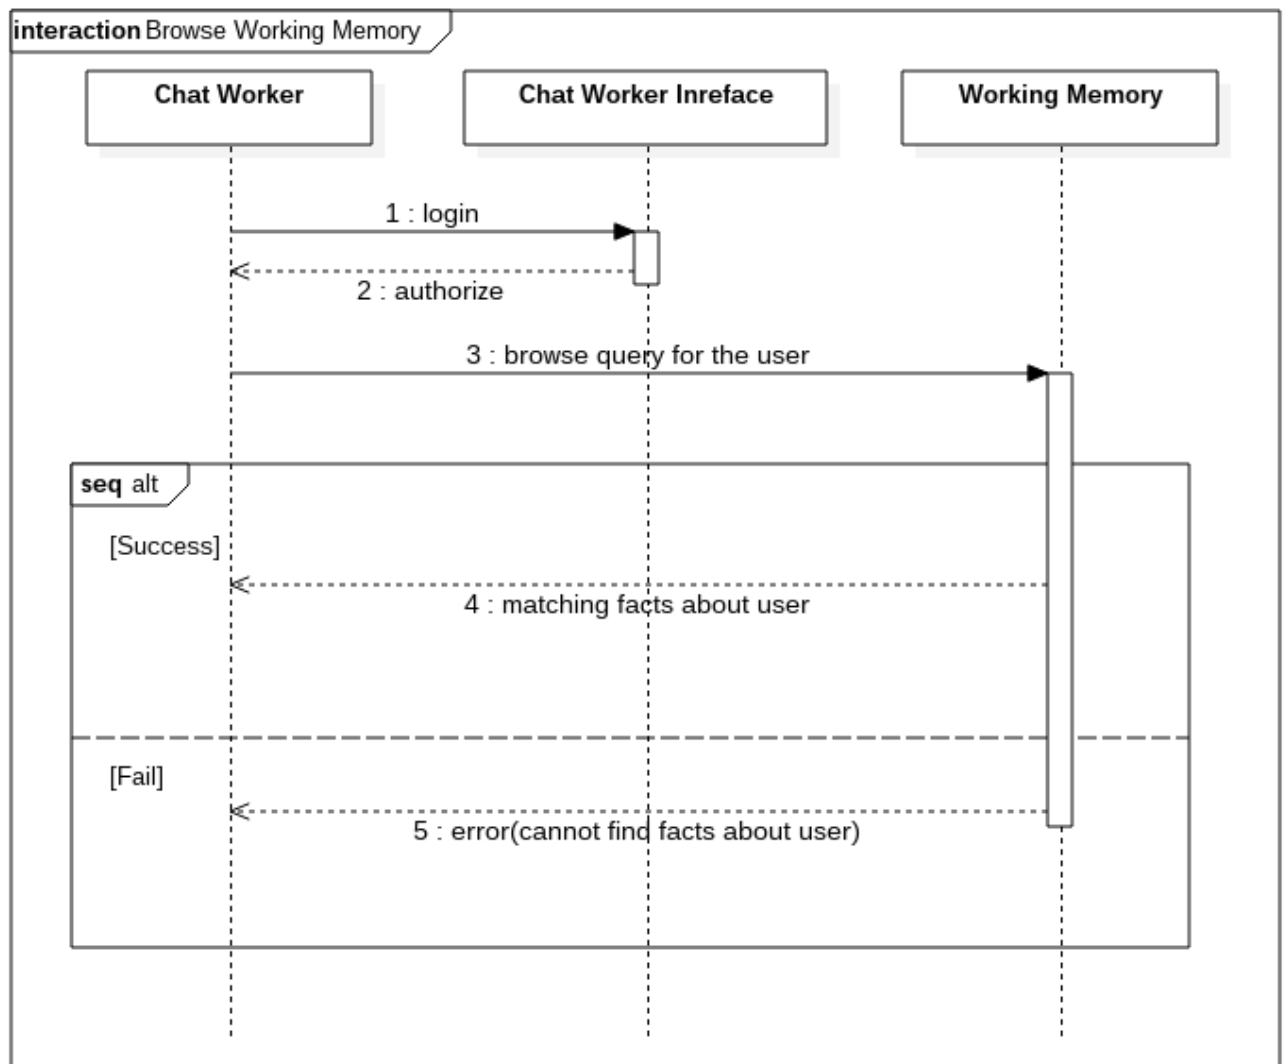 interaction Browse Working Memory
Chat Worker
Chat Worker Inreface
Working Memory
1 : login
2 : authorize
3 : browse query for the user
seq alt
[Success]
4 : matching facts about user
[Fail]
5 : error(cannot find facts about user)